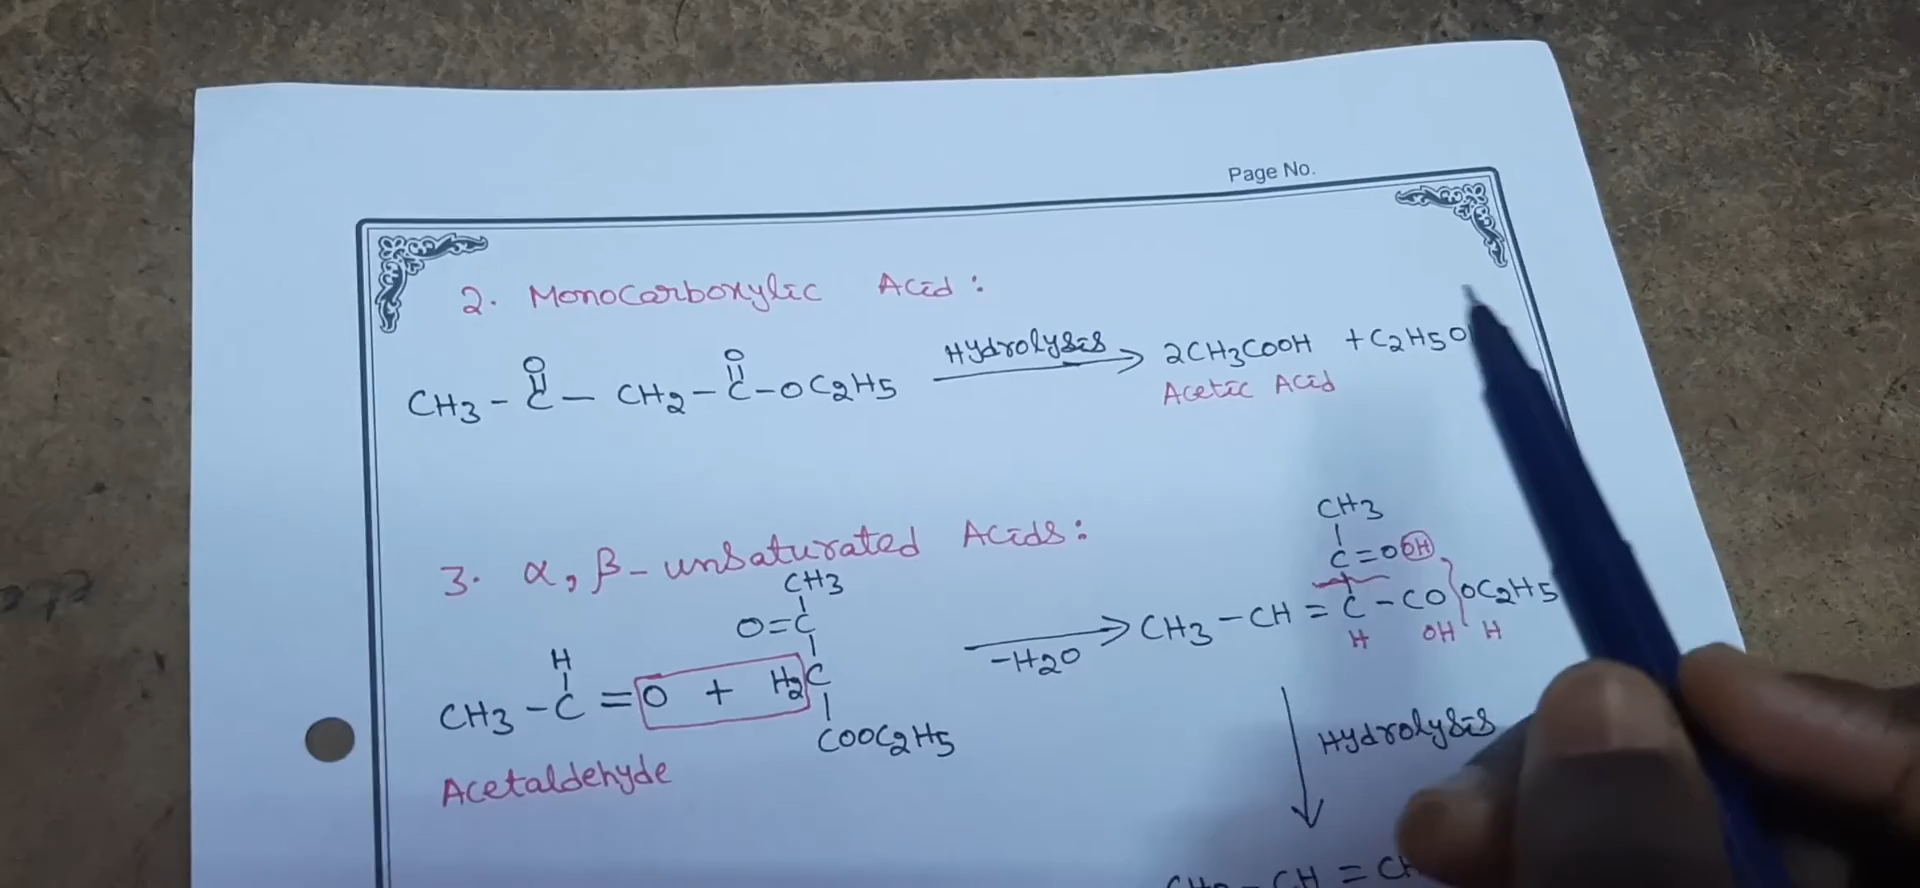 Page No.
2. Monocarboxylic Acid:
CH3 - C - CH2 - C - OC2H5
O
O
Hydrolysis
2CH3COOH + C2H5O
Acetic Acid
3. α, β - unsaturated Acids:
CH3
O=C
H
CH3 - C = O + H2C
COOC2H5
Acetaldehyde
-H2O
CH3
C=O OH
CH3 - CH = C - CO OC2H5
H OH H
Hydrolysis
CH = CH